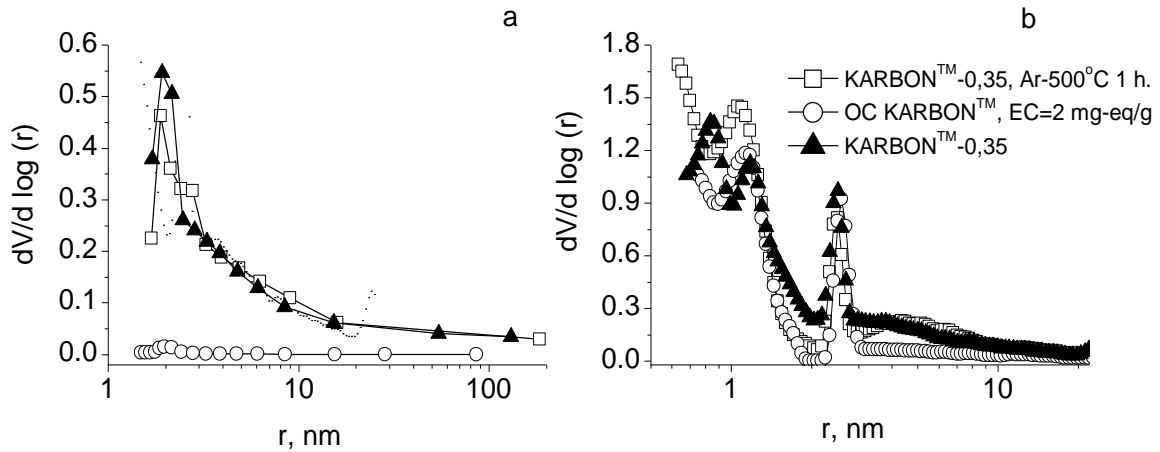 a
dV/d log (r)
0.6
0.5
0.4
0.3
0.2
0.1
0.0
1
10
100
r, nm
b
dV/d log (r)
1.8
1.5
1.2
0.9
0.6
0.3
0.0
1
10
r, nm
KARBON™-0,35, Ar-500°C 1 h.
OC KARBON™, EC=2 mg-eq/g
KARBON™-0,35